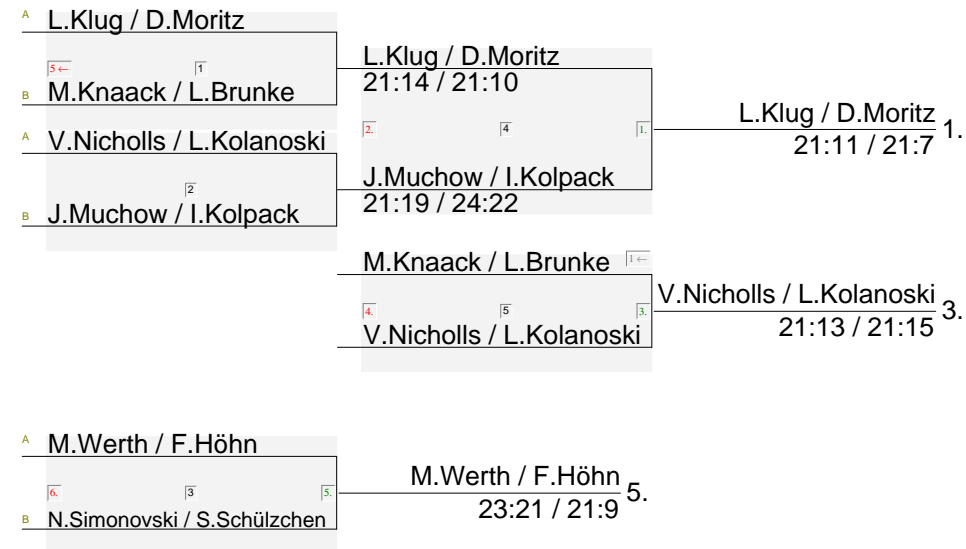 A L.Klug / D.Moritz
5← 1
B M.Knaack / L.Brunke
L.Klug / D.Moritz
21:14 / 21:10
A V.Nicholls / L.Kolanoski
2
B J.Muchow / I.Kolpack
2. 4 1.
J.Muchow / I.Kolpack
21:19 / 24:22
L.Klug / D.Moritz 1.
21:11 / 21:7
M.Knaack / L.Brunke 1←
4. 5 3.
V.Nicholls / L.Kolanoski
V.Nicholls / L.Kolanoski 3.
21:13 / 21:15
A M.Werth / F.Höhn
6. 3 5.
B N.Simonovski / S.Schülzchen
M.Werth / F.Höhn 5.
23:21 / 21:9